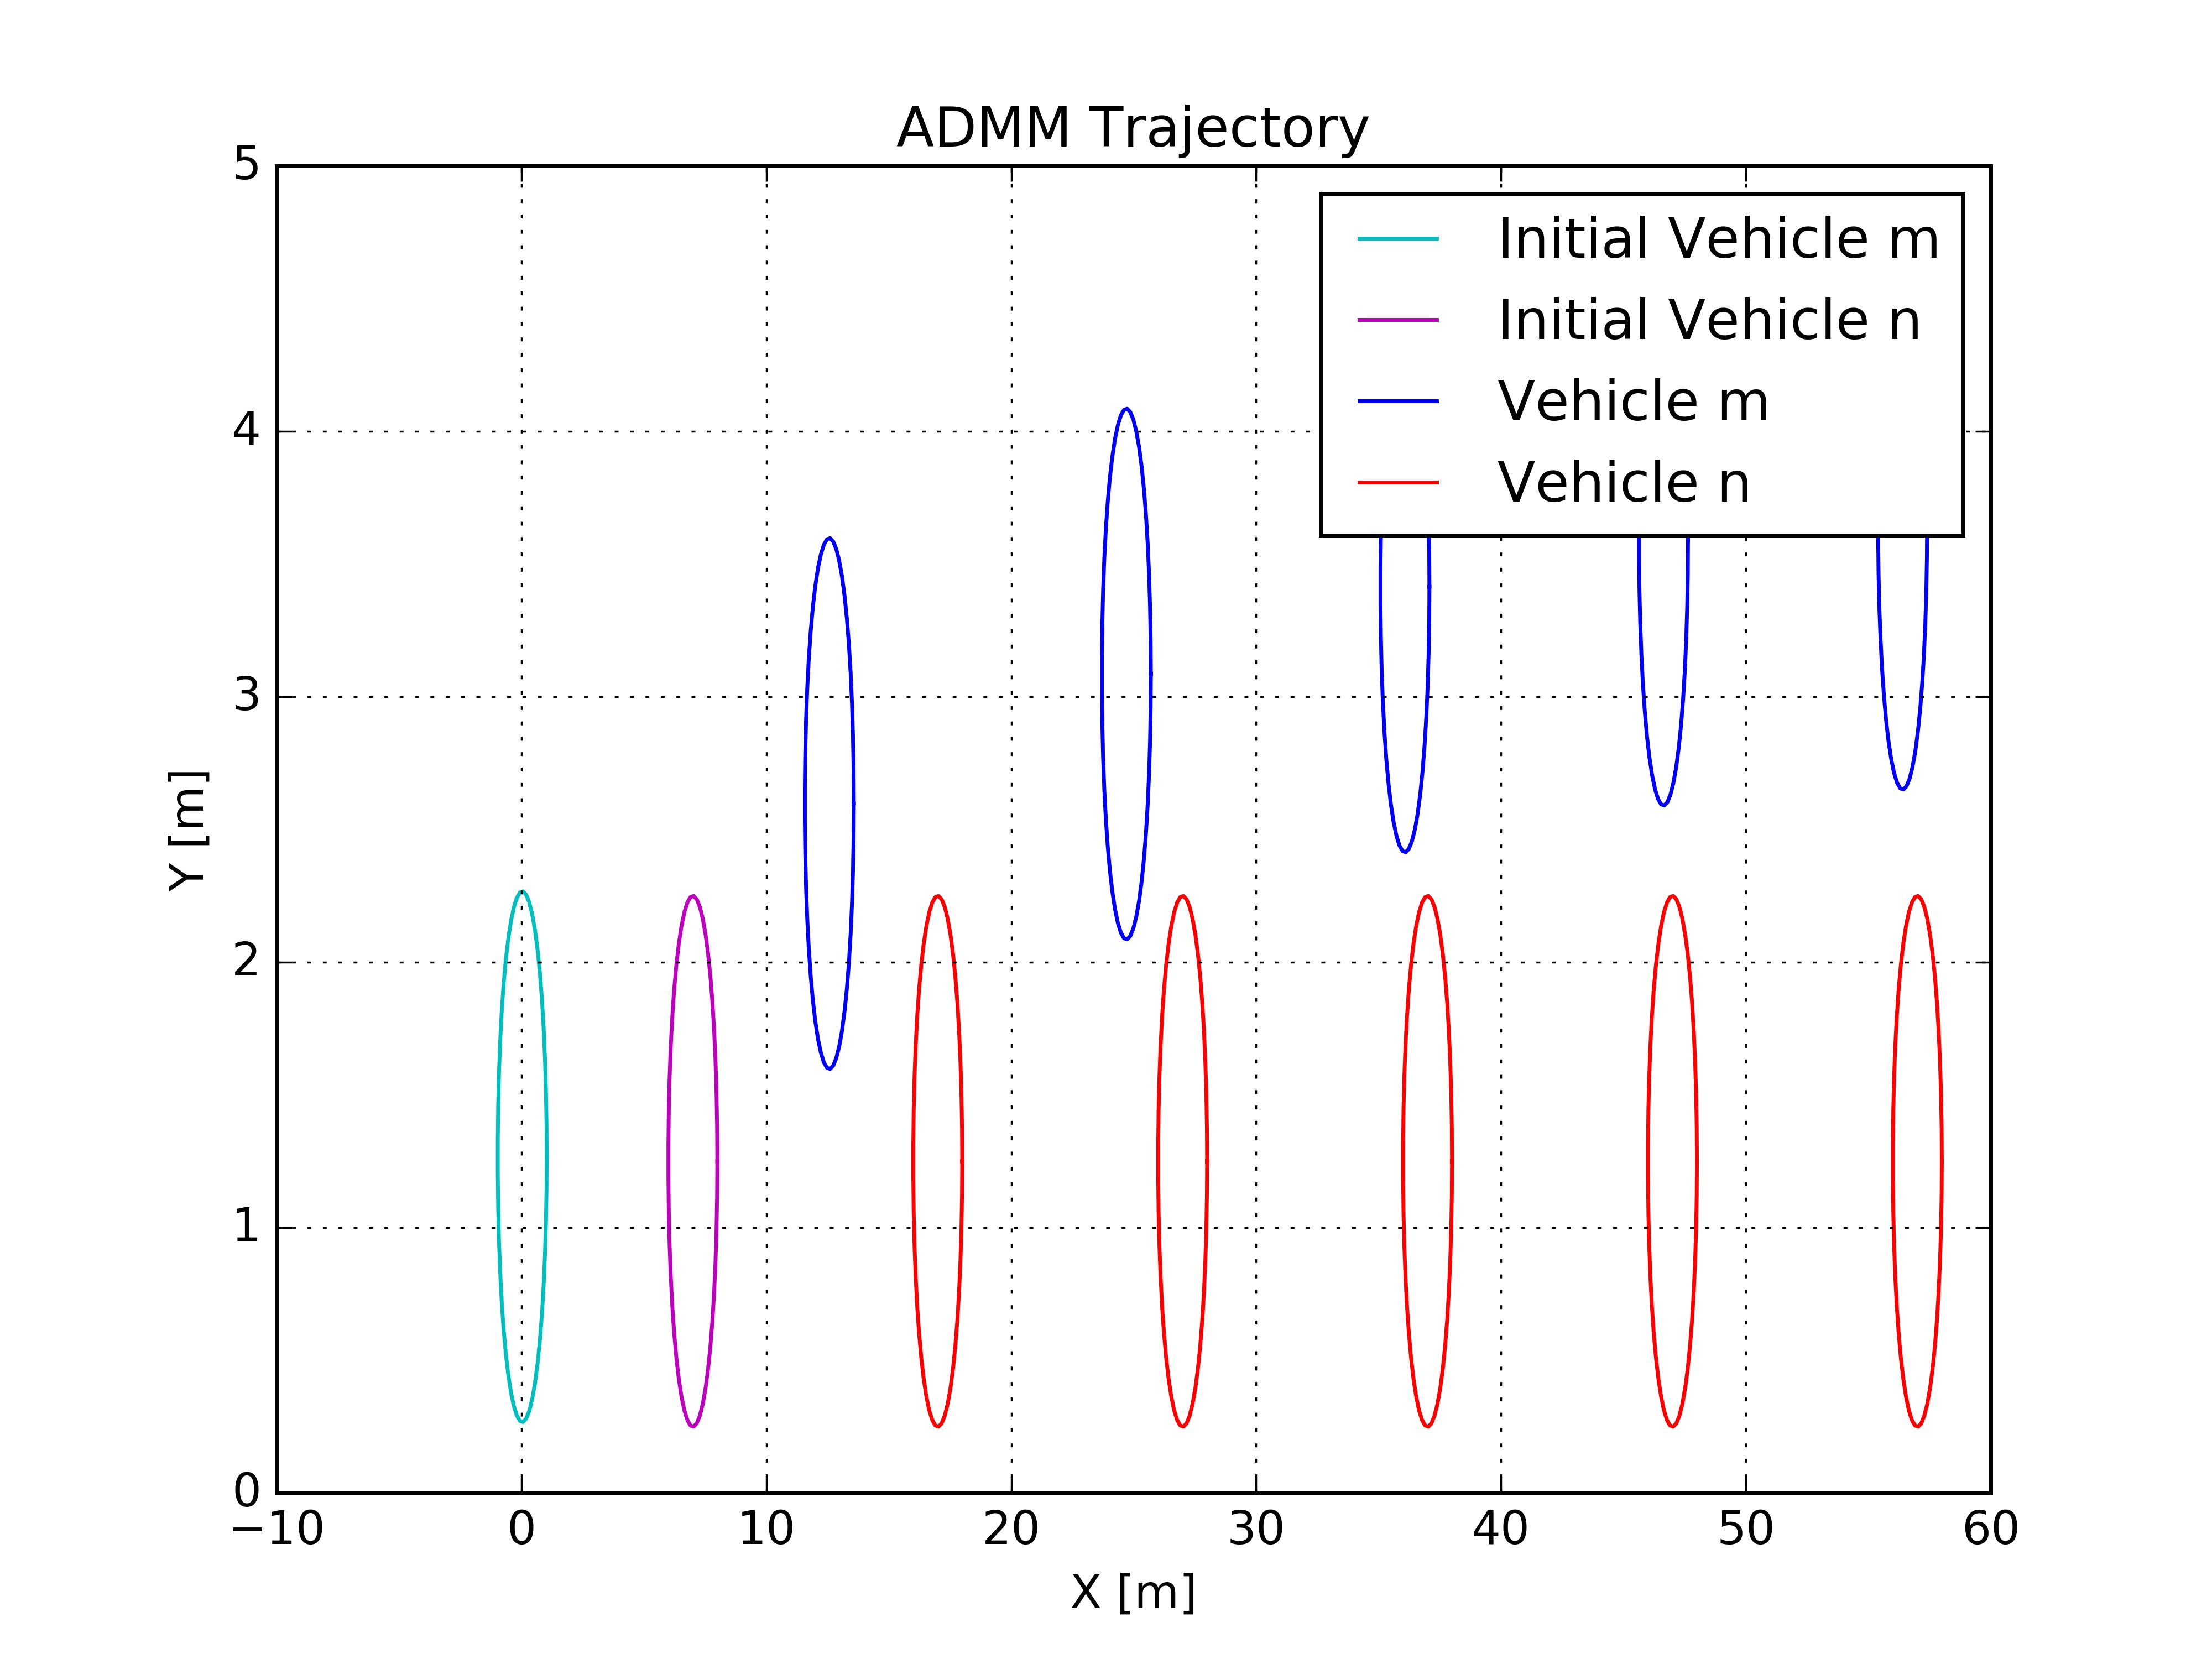 ADMM Trajectory
5
4
3
2
1
0
Y [m]
Initial Vehicle m
Initial Vehicle n
Vehicle m
Vehicle n
−10 0 10 20 30 40 50 60
X [m]